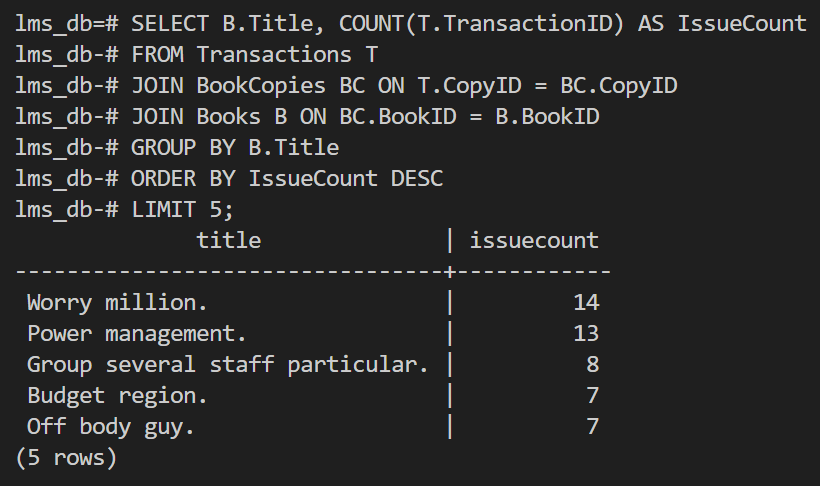 lms_db=# SELECT B.Title, COUNT(T.TransactionID) AS IssueCount
lms_db-# FROM Transactions T
lms_db-# JOIN BookCopies BC ON T.CopyID = BC.CopyID
lms_db-# JOIN Books B ON BC.BookID = B.BookID
lms_db-# GROUP BY B.Title
lms_db-# ORDER BY IssueCount DESC
lms_db-# LIMIT 5;
              title              | issuecount
---------------------------------+------------
 Worry million.                  |         14
 Power management.               |         13
 Group several staff particular. |          8
 Budget region.                  |          7
 Off body guy.                   |          7
(5 rows)